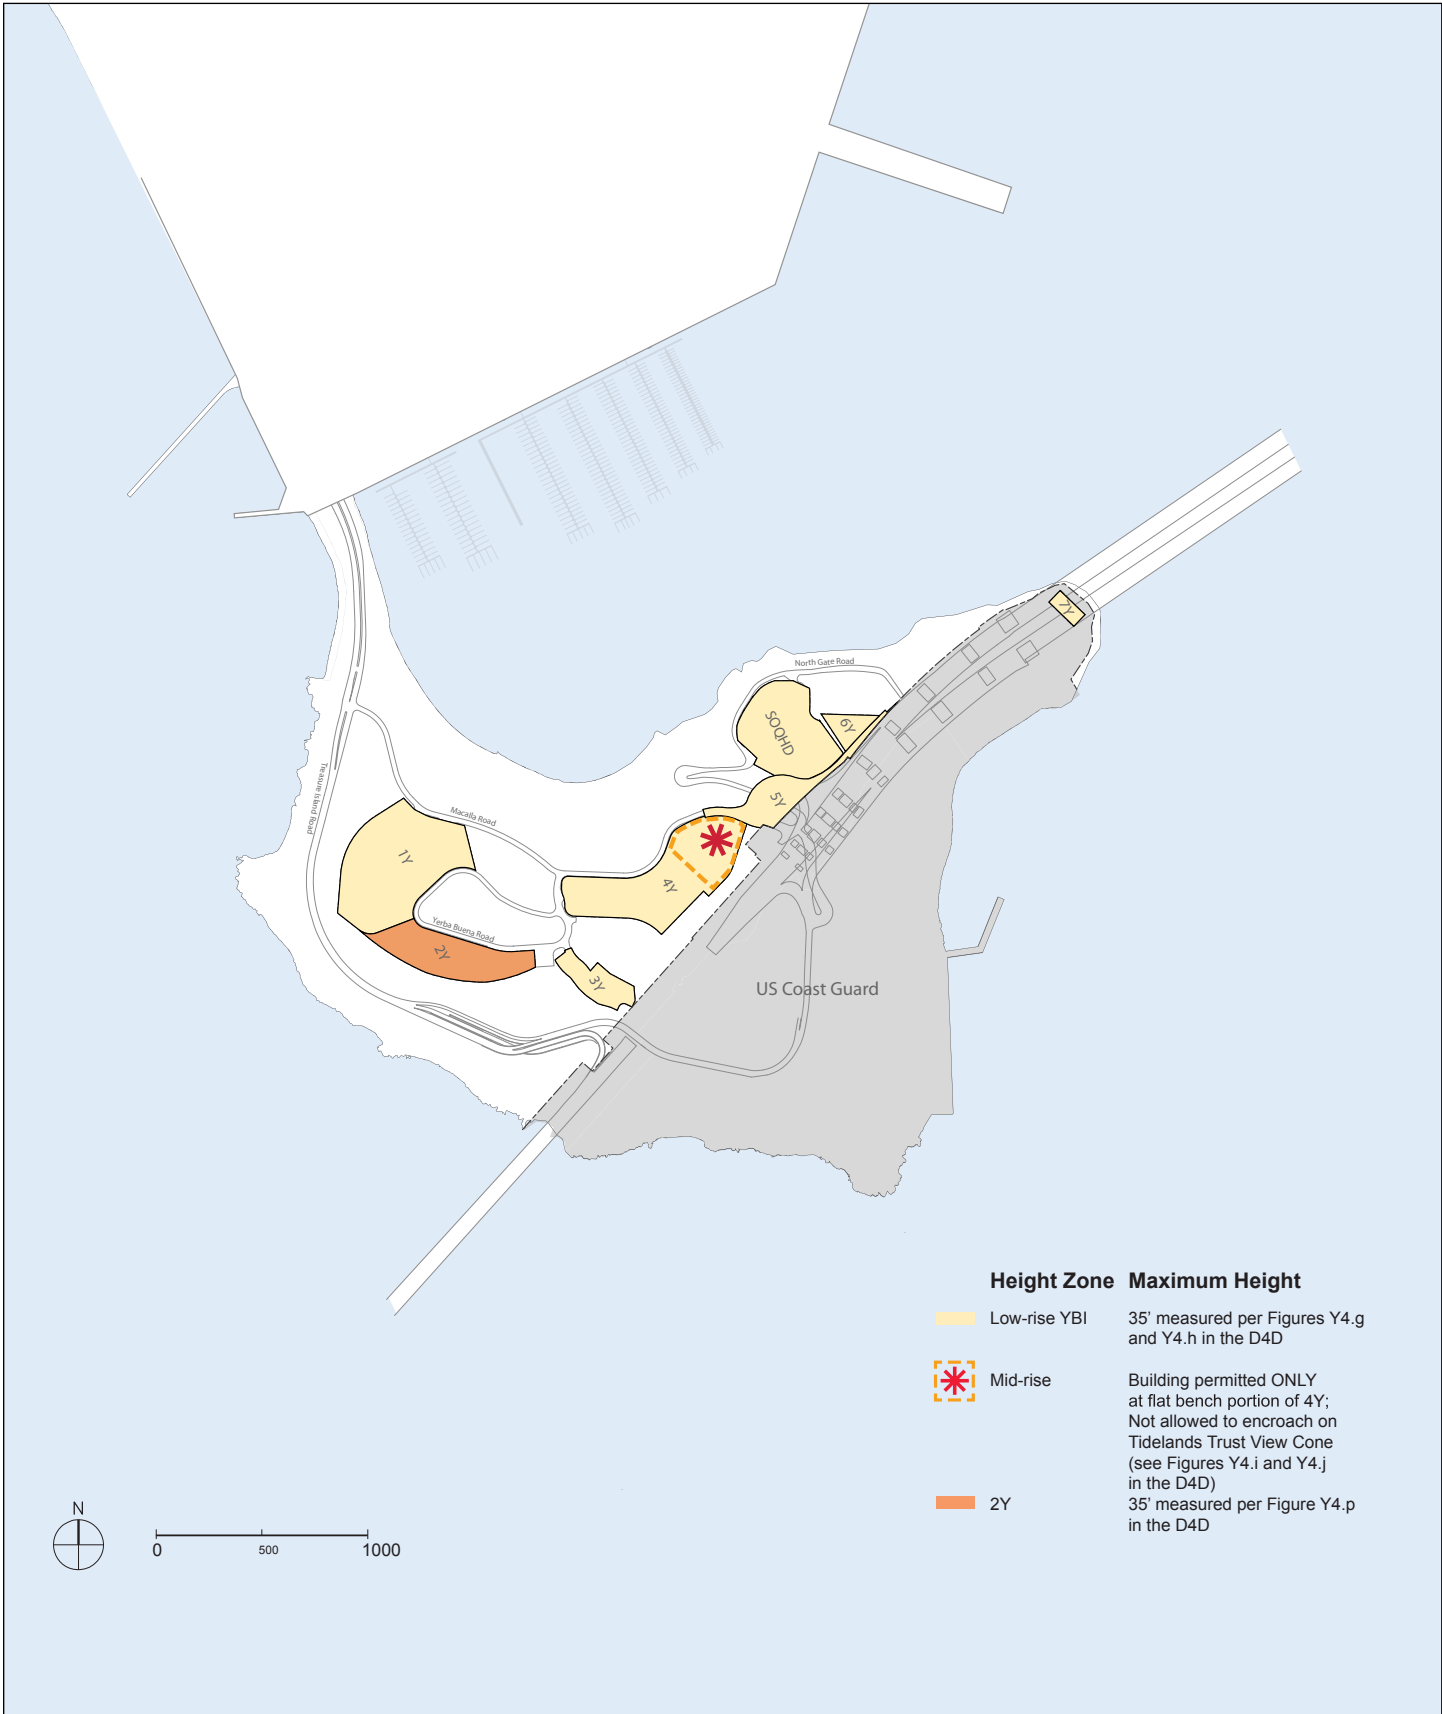 North Gate Road
7Y
SOQHD
6Y
5Y
Treasure Island Road
Macalla Road
1Y
4Y
Yerba Buena Road
2Y
3Y
US Coast Guard
Height Zone Maximum Height
Low-rise YBI 35' measured per Figures Y4.g
and Y4.h in the D4D
Mid-rise Building permitted ONLY
at flat bench portion of 4Y;
Not allowed to encroach on
Tidelands Trust View Cone
(see Figures Y4.i and Y4.j
in the D4D)
2Y 35' measured per Figure Y4.p
in the D4D
N
0 500 1000